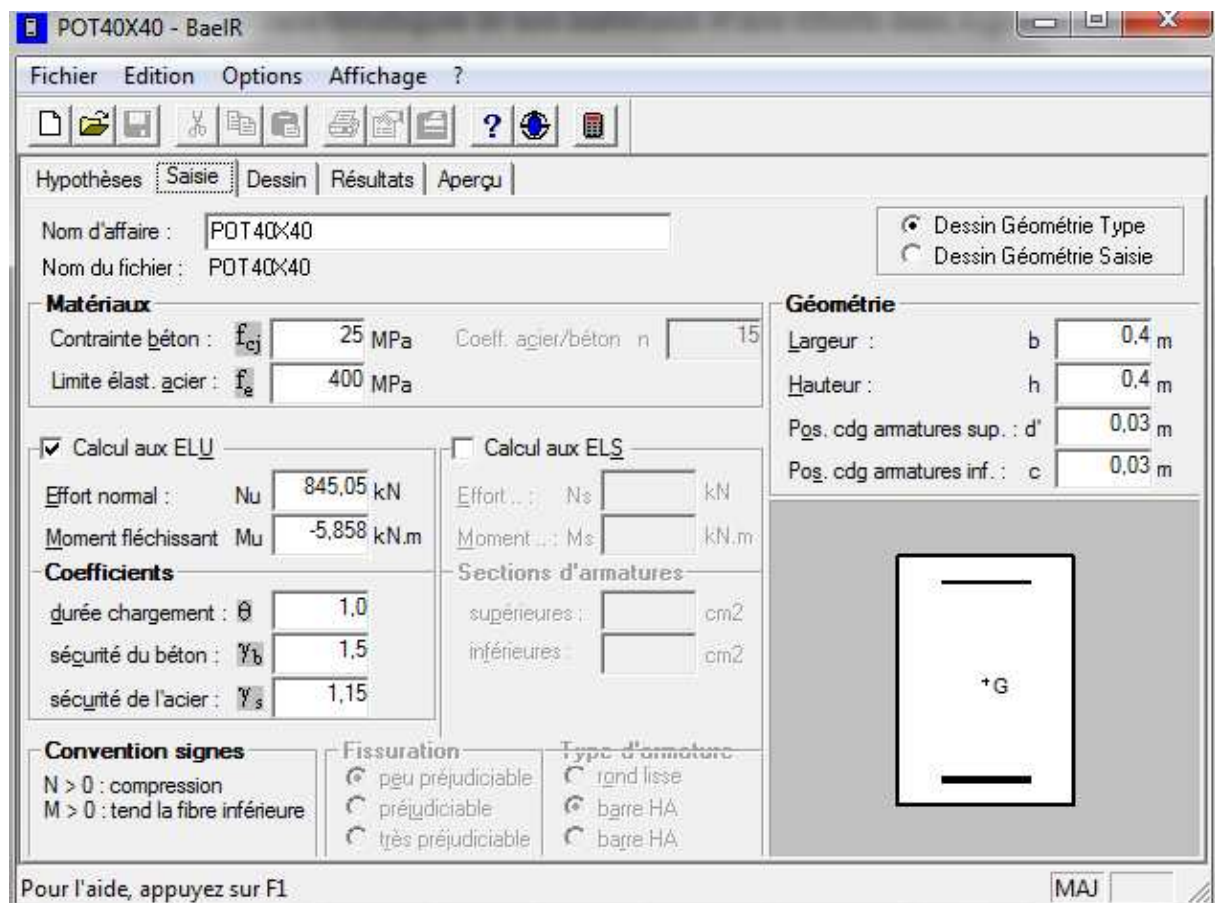 POT40X40 - BaelR
Fichier Edition Options Affichage ?
Hypothèses Saisie Dessin Résultats Aperçu
Nom d'affaire : POT40X40
Nom du fichier : POT40X40
Dessin Géométrie Type
Dessin Géométrie Saisie
Matériaux
Contrainte béton : fcj 25 MPa Coeff. acier/béton n 15
Limite élast. acier : fe 400 MPa
Géométrie
Largeur : b 0,4 m
Hauteur : h 0,4 m
Pos. cdg armatures sup. : d' 0,03 m
Pos. cdg armatures inf. : c 0,03 m
Calcul aux ELU
Effort normal : Nu 845,05 kN
Moment fléchissant Mu -5,858 kN.m
Calcul aux ELS
Effort .. : Ns kN
Moment .. : Ms kN.m
Coefficients
durée chargement : θ 1,0
sécurité du béton : γb 1,5
sécurité de l'acier : γs 1,15
Sections d'armatures
supérieures : cm2
inférieures : cm2
+G
Convention signes
N > 0 : compression
M > 0 : tend la fibre inférieure
Fissuration
peu préjudiciable
préjudiciable
très préjudiciable
Type d'armature
rond lisse
barre HA
barre HA
Pour l'aide, appuyez sur F1 MAJ